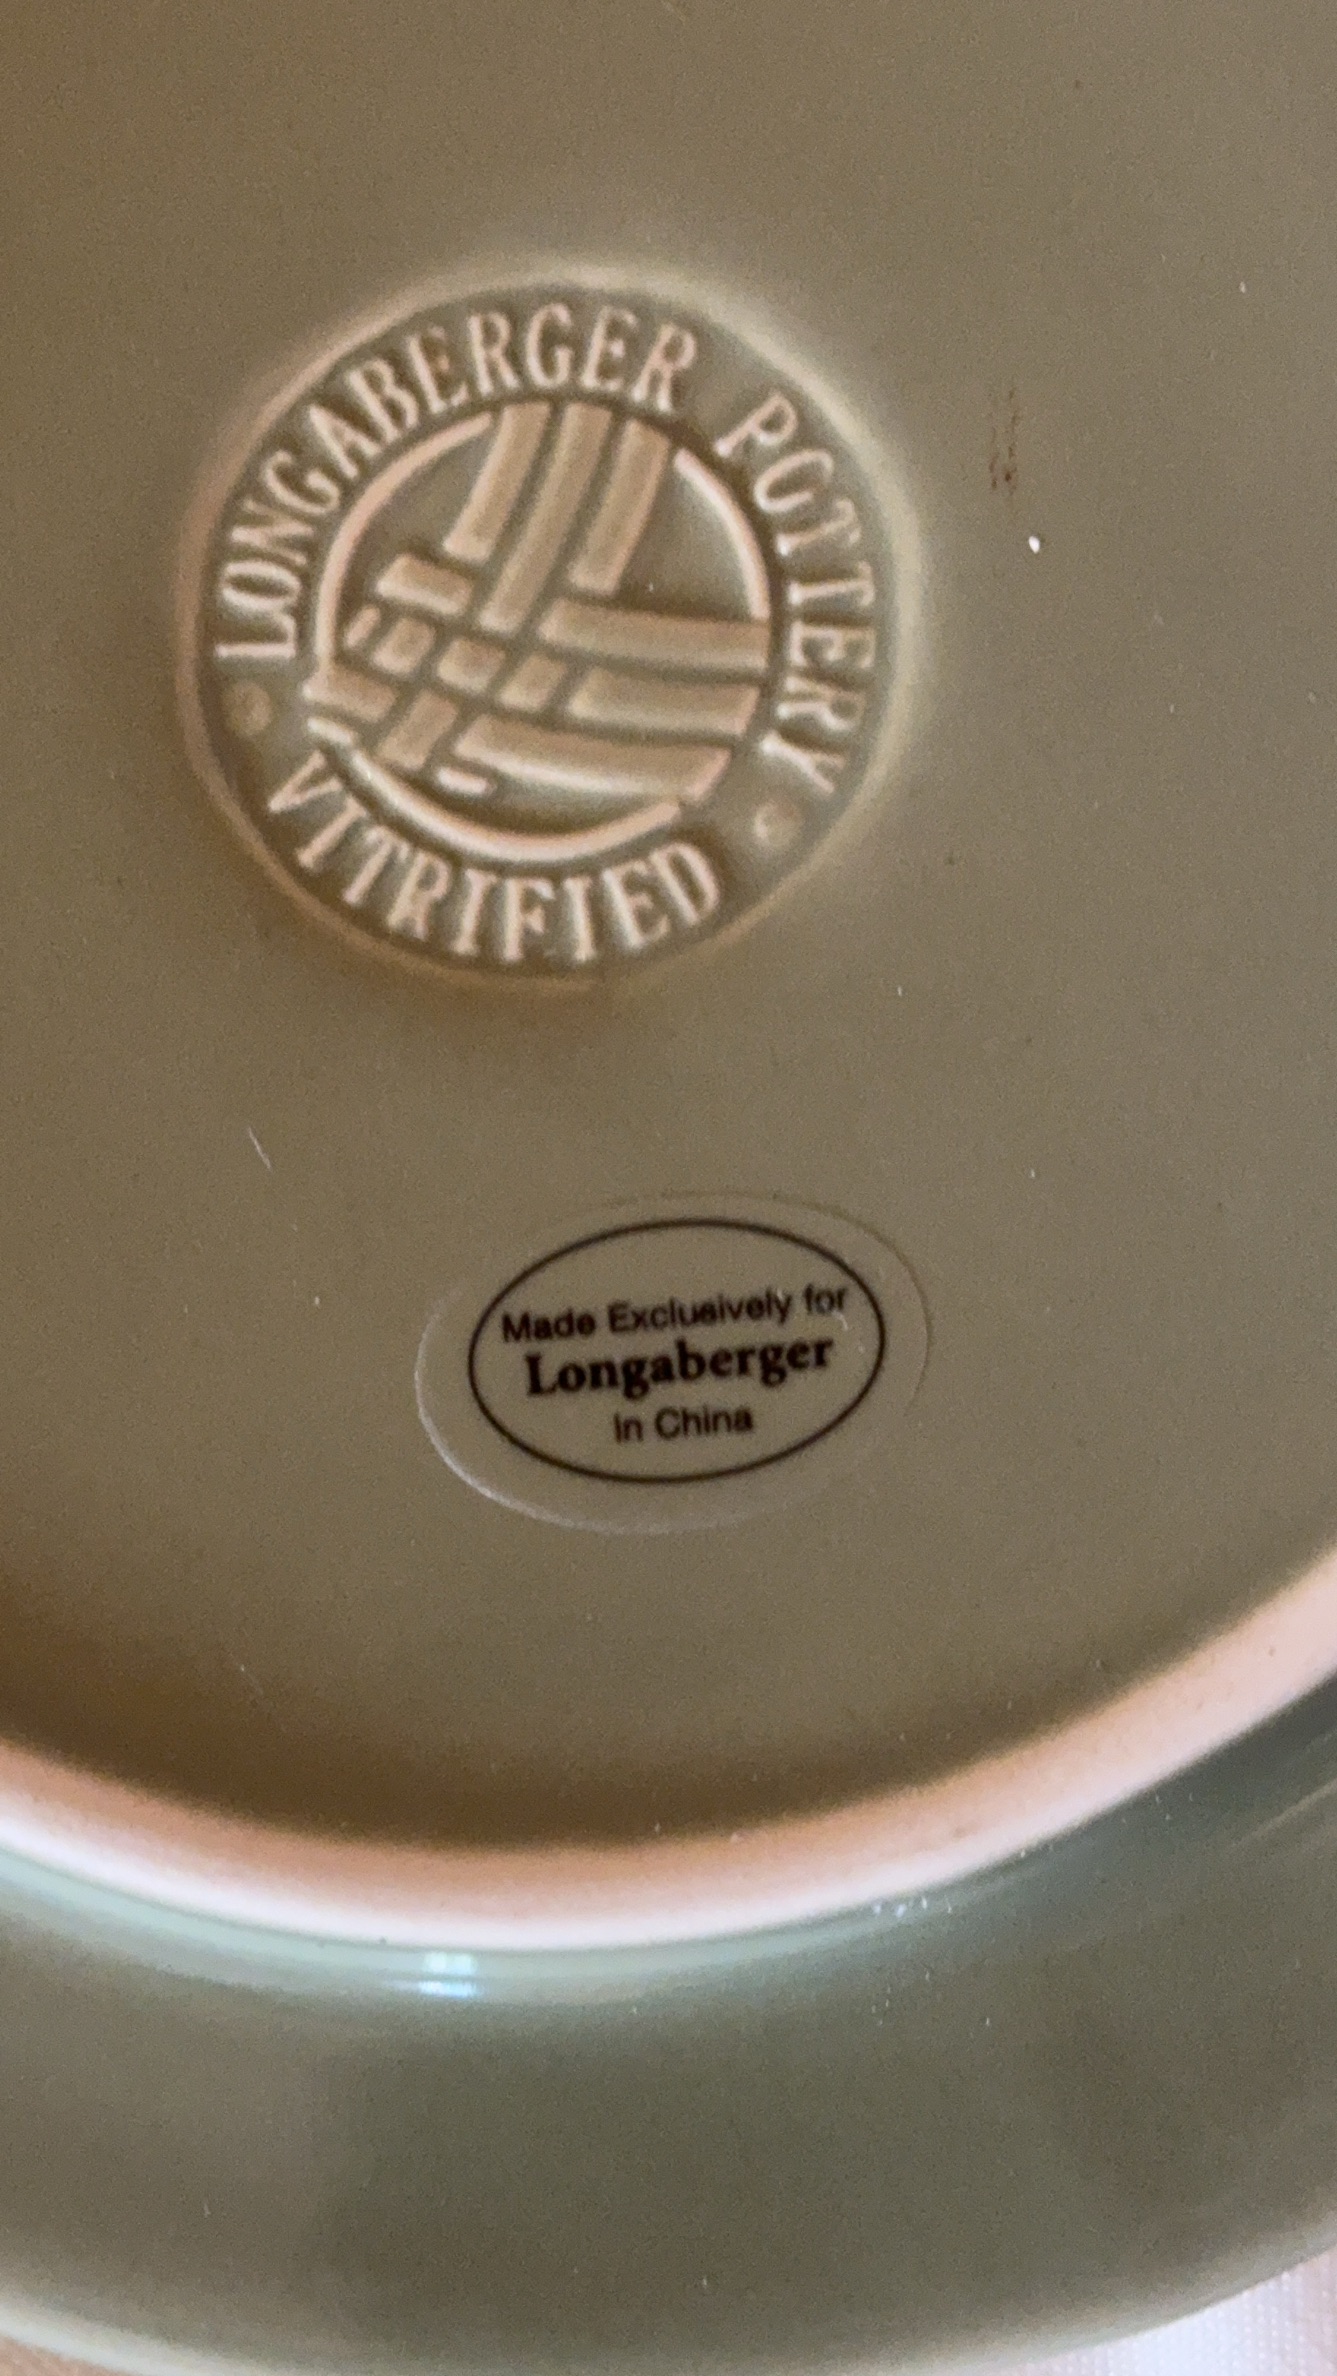 LONGABERGER POTTERY
VITRIFIED
Made Exclusively for
Longaberger
in China